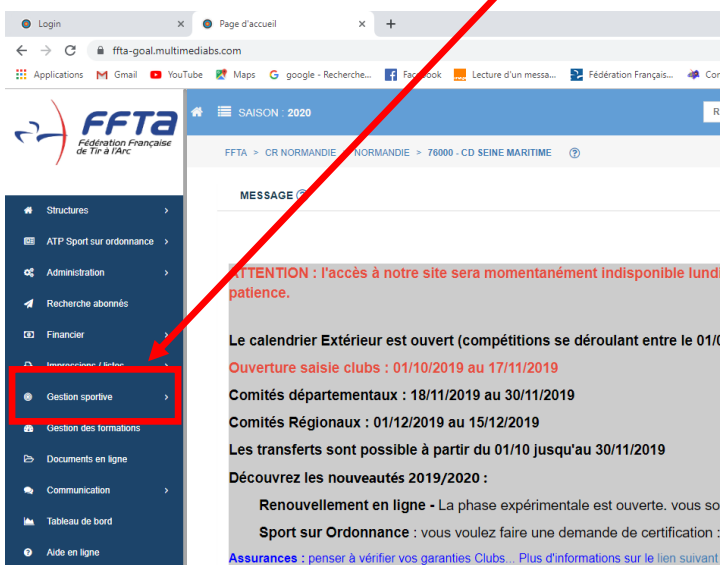 Login
Page d'accueil
ffta-goal.multimediabs.com
Applications Gmail YouTube Maps google - Recherche... Lecture d'un messa... Fédération Français... Con
FFTa
Fédération Française
de Tir à l'Arc
SAISON : 2020
R
FFTA > CR NORMANDIE NORMANDIE > 76000 - CD SEINE MARITIME
MESSAGE
Structures
ATP Sport sur ordonnance
Administration
Recherche abonnés
Financier
Impressions / listes
Gestion sportive
Gestion des formations
Documents en ligne
Communication
Tableau de bord
Aide en ligne
ATTENTION : l'accès à notre site sera momentanément indisponible lundi
patience.
Le calendrier Extérieur est ouvert (compétitions se déroulant entre le 01/0
Ouverture saisie clubs : 01/10/2019 au 17/11/2019
Comités départementaux : 18/11/2019 au 30/11/2019
Comités Régionaux : 01/12/2019 au 15/12/2019
Les transferts sont possible à partir du 01/10 jusqu'au 30/11/2019
Découvrez les nouveautés 2019/2020 :
Renouvellement en ligne - La phase expérimentale est ouverte. vous so
Sport sur Ordonnance : vous voulez faire une demande de certification :
Assurances : penser à vérifier vos garanties Clubs... Plus d'informations sur le lien suivant